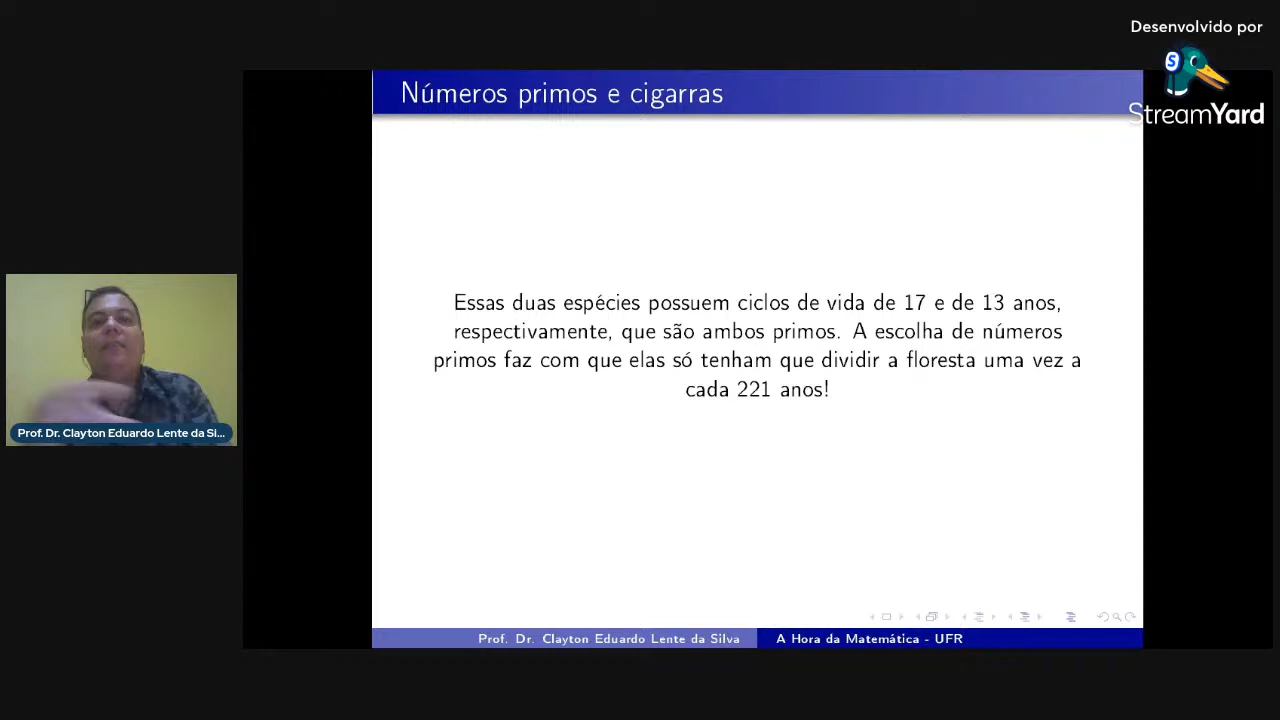 Desenvolvido por
StreamYard
Números primos e cigarras
Essas duas espécies possuem ciclos de vida de 17 e de 13 anos,
respectivamente, que são ambos primos. A escolha de números
primos faz com que elas só tenham que dividir a floresta uma vez a
cada 221 anos!
Prof. Dr. Clayton Eduardo Lente da Si...
Prof. Dr. Clayton Eduardo Lente da Silva
A Hora da Matemática - UFR